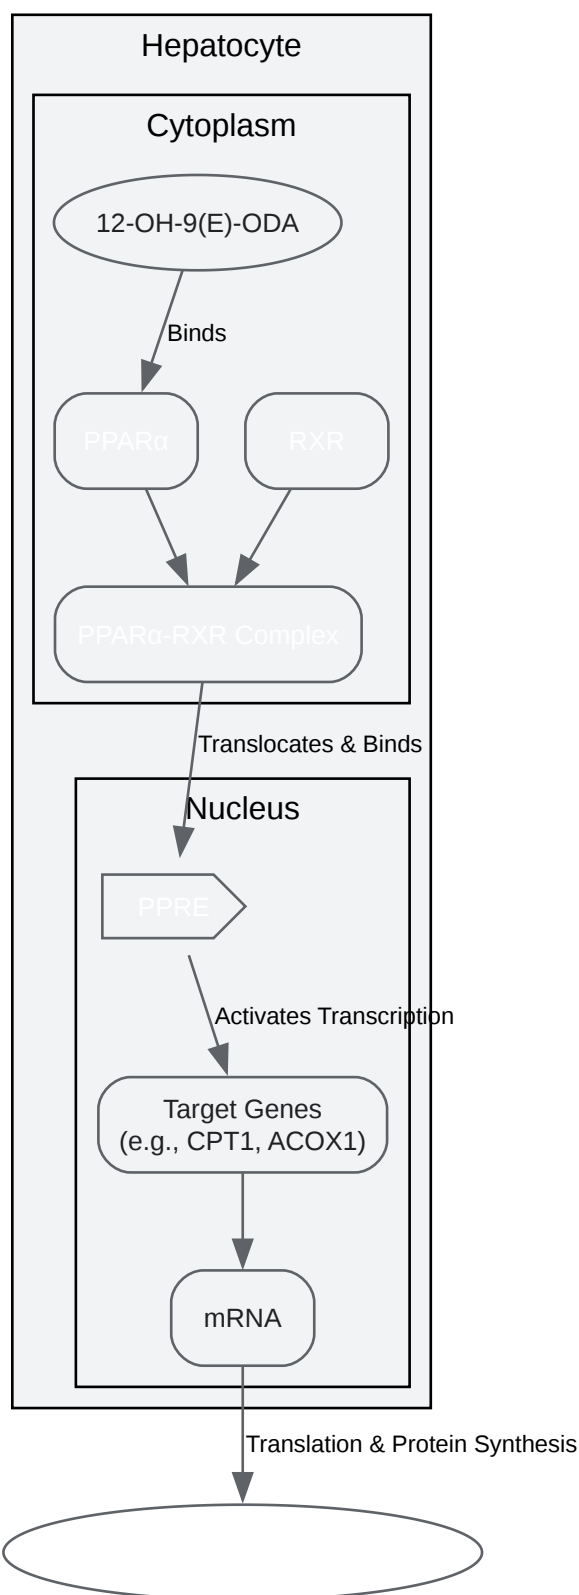 Hepatocyte
Cytoplasm
12-OH-9(E)-ODA
Binds
PPARα
RXR
PPARα-RXR Complex
Translocates & Binds
Nucleus
PPRE
Activates Transcription
Target Genes
(e.g., CPT1, ACOX1)
mRNA
Translation & Protein Synthesis